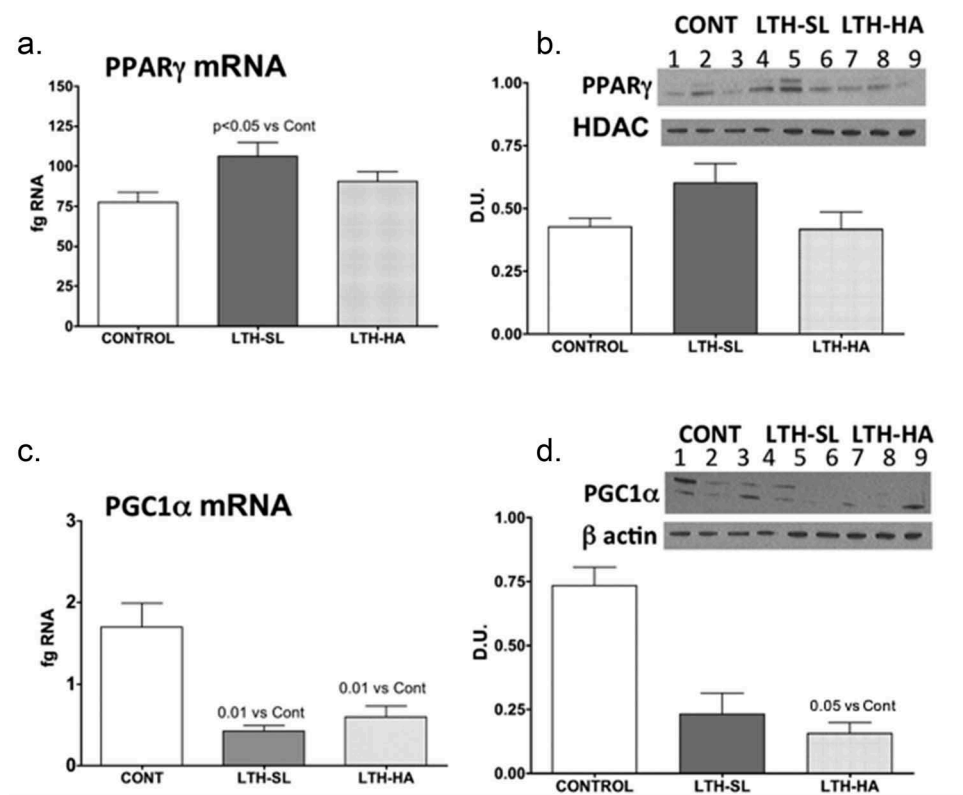 a.
PPARγ mRNA
150
125
100
75
50
25
0
fg RNA
p<0.05 vs Cont
CONTROL LTH-SL LTH-HA
b.
CONT LTH-SL LTH-HA
1 2 3 4 5 6 7 8 9
PPARγ
HDAC
1.00
0.75
0.50
0.25
0.00
D.U.
CONTROL LTH-SL LTH-HA
c.
PGC1α mRNA
3
2
1
0
fg RNA
0.01 vs Cont
0.01 vs Cont
CONT LTH-SL LTH-HA
d.
CONT LTH-SL LTH-HA
1 2 3 4 5 6 7 8 9
PGC1α
β actin
1.00
0.75
0.50
0.25
0.00
D.U.
0.05 vs Cont
CONTROL LTH-SL LTH-HA